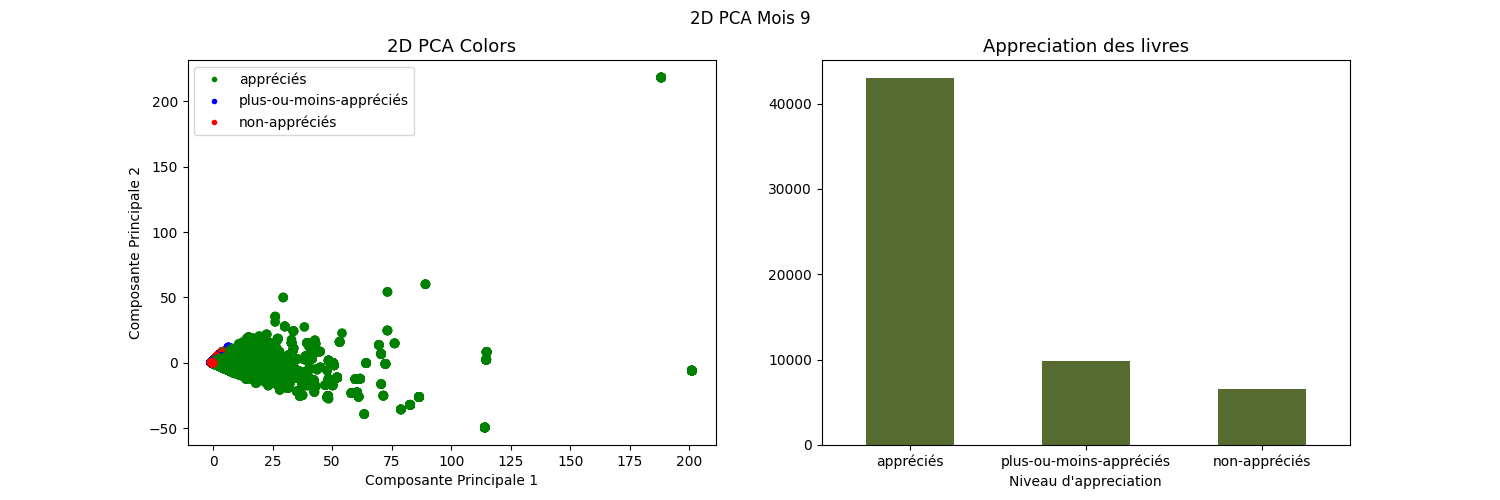 2D PCA Mois 9
2D PCA Colors
appréciés
plus-ou-moins-appréciés
non-appréciés
Composante Principale 2
200
150
100
50
0
−50
0 25 50 75 100 125 150 175 200
Composante Principale 1
Appreciation des livres
40000
30000
20000
10000
0
appréciés plus-ou-moins-appréciés non-appréciés
Niveau d'appreciation